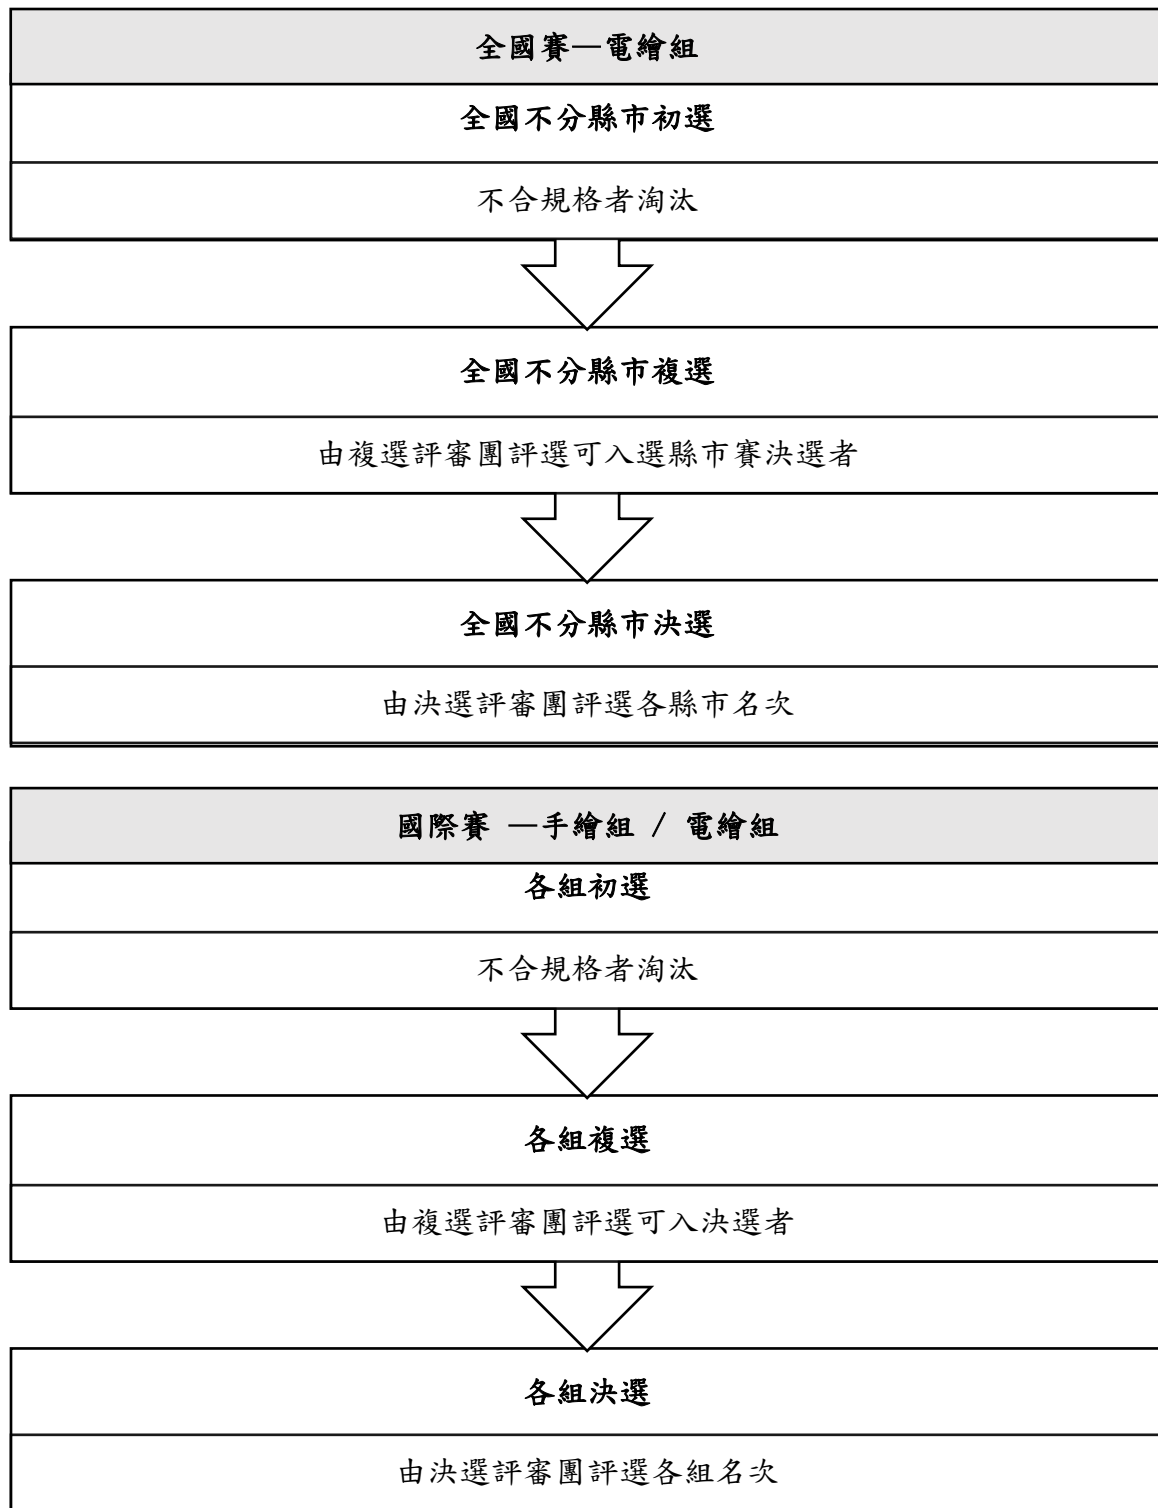 全國賽—電繪組
全國不分縣市初選
不合規格者淘汰
全國不分縣市複選
由複選評審團評選可入選縣市賽決選者
全國不分縣市決選
由決選評審團評選各縣市名次
國際賽 —手繪組 / 電繪組
各組初選
不合規格者淘汰
各組複選
由複選評審團評選可入決選者
各組決選
由決選評審團評選各組名次